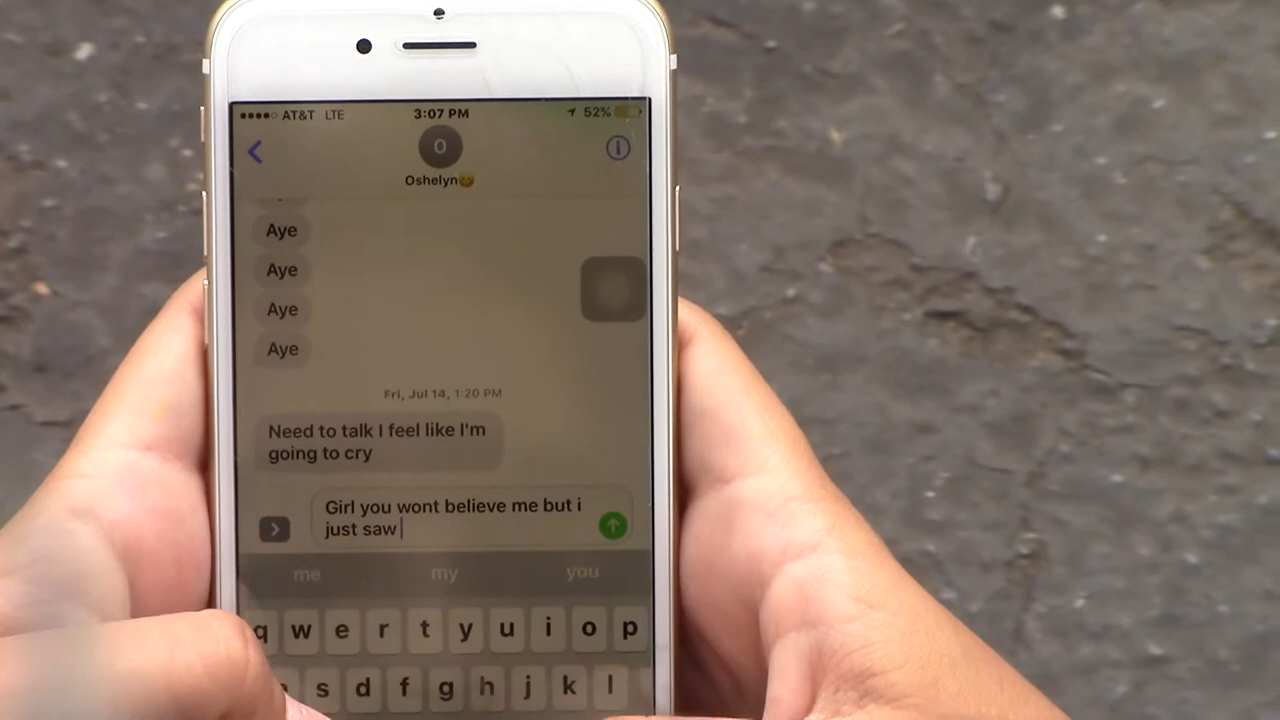 AT&T LTE 3:07 PM 52%
O
Oshelyn😄
Aye
Aye
Aye
Aye
Fri, Jul 14, 1:20 PM
Need to talk I feel like I'm
going to cry
Girl you wont believe me but i
just saw
me my you
q w e r t y u i o p
s d f g h j k l